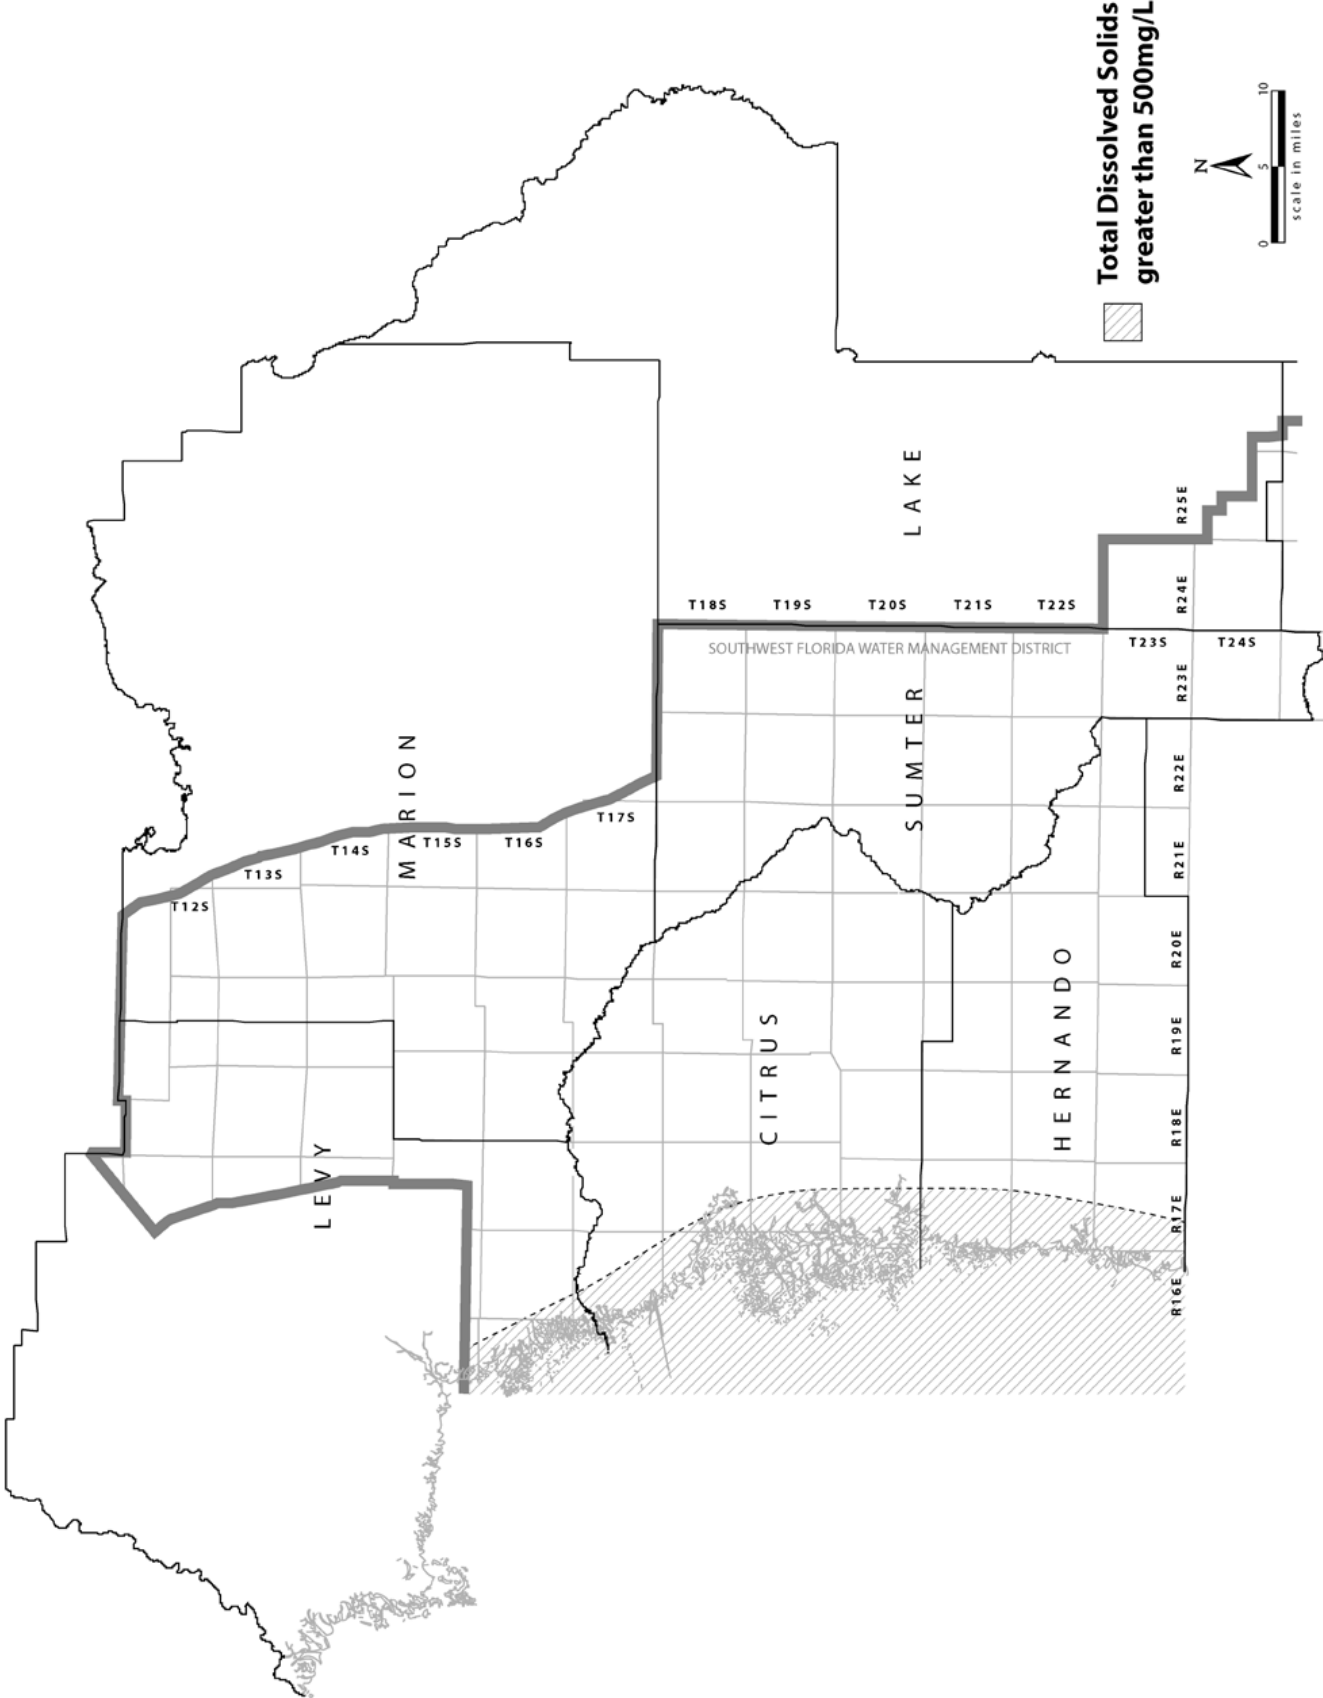 Total Dissolved Solids
greater than 500mg/L
N
0 5 10
scale in miles
LAKE
R25E
R24E
T18S
T19S
T20S
T21S
T22S
T23S
T24S
SOUTHWEST FLORIDA WATER MANAGEMENT DISTRICT
R23E
SUMTER
MARION
R22E
T17S
T16S
T15S
T14S
T13S
T12S
R21E
R20E
HERNANDO
CITRUS
R19E
R18E
LEVY
R17E
R16E